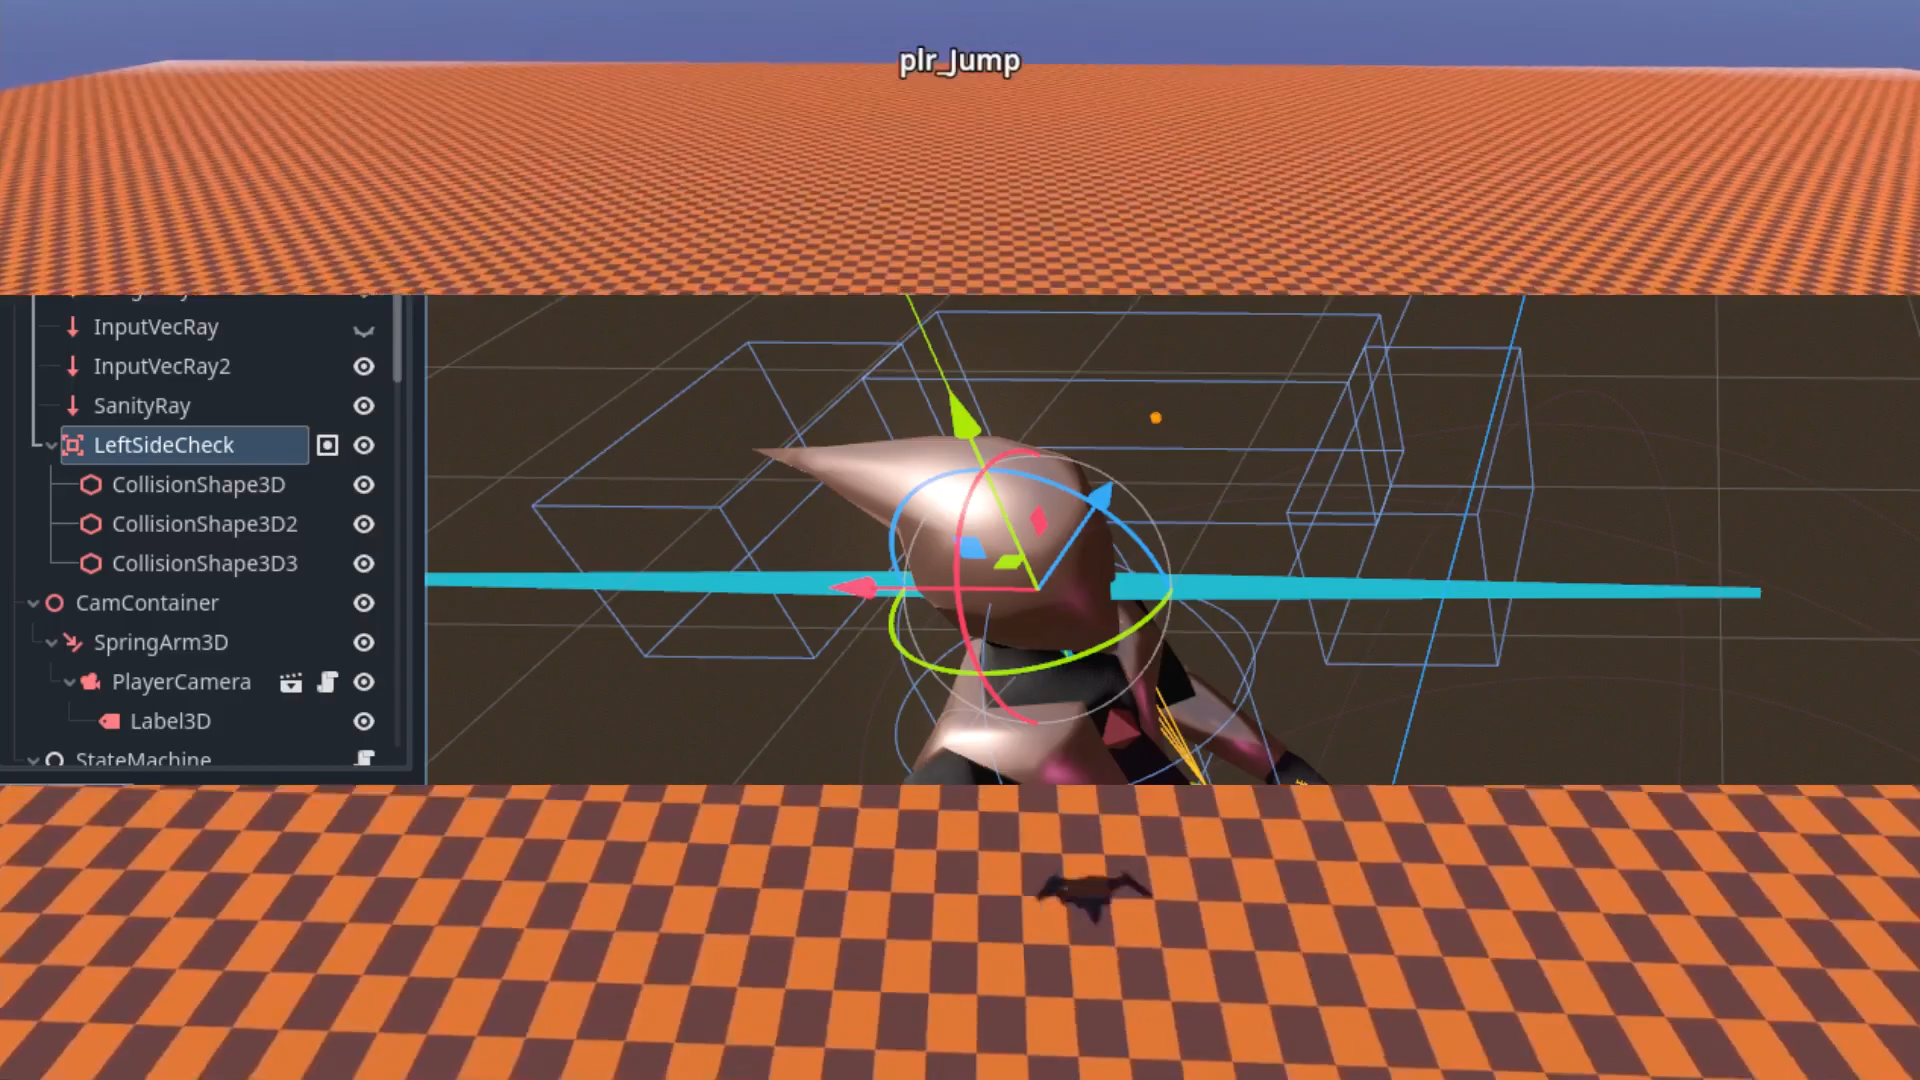 plr_Jump
InputVecRay
InputVecRay2
SanityRay
LeftSideCheck
CollisionShape3D
CollisionShape3D2
CollisionShape3D3
CamContainer
SpringArm3D
PlayerCamera
Label3D
StateMachine